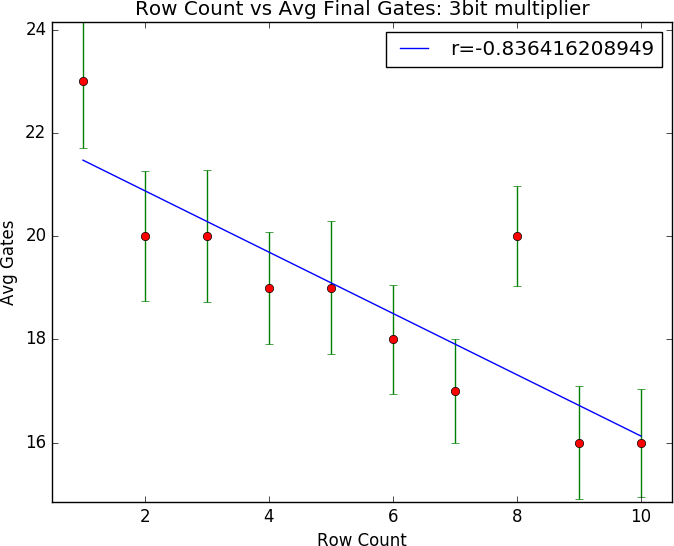 Row Count vs Avg Final Gates: 3bit multiplier
r=-0.836416208949
24
22
20
18
16
Avg Gates
2
4
6
8
10
Row Count